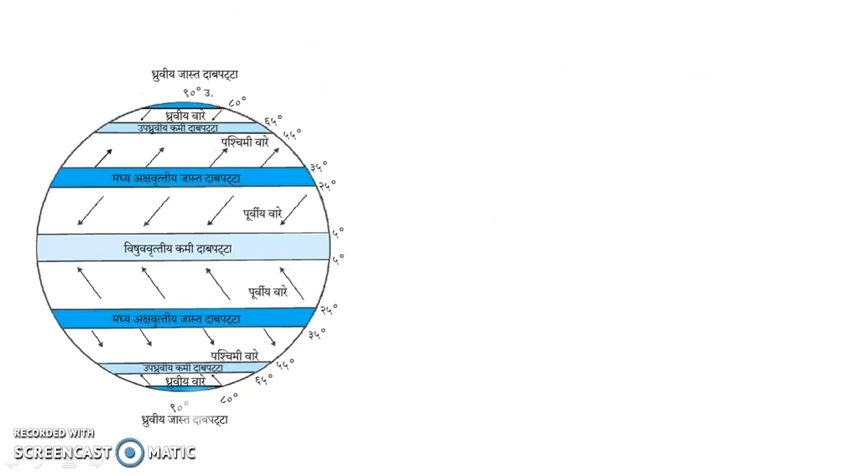 ध्रुवीय जास्त दाबपट्टा
९०° उ.
८०°
ध्रुवीय वारे
६५°
उपध्रुवीय कमी दाबपट्टा
५५°
पश्चिमी वारे
३५°
मध्य अक्षवृत्तीय जास्त दाबपट्टा
२५°
पूर्वीय वारे
५°
विषुववृत्तीय कमी दाबपट्टा
५°
पूर्वीय वारे
२५°
मध्य अक्षवृत्तीय जास्त दाबपट्टा
३५°
पश्चिमी वारे
५५°
उपध्रुवीय कमी दाबपट्टा
६५°
ध्रुवीय वारे
८०°
९०°
ध्रुवीय जास्त दाबपट्टा
RECORDED WITH
SCREENCAST MATIC